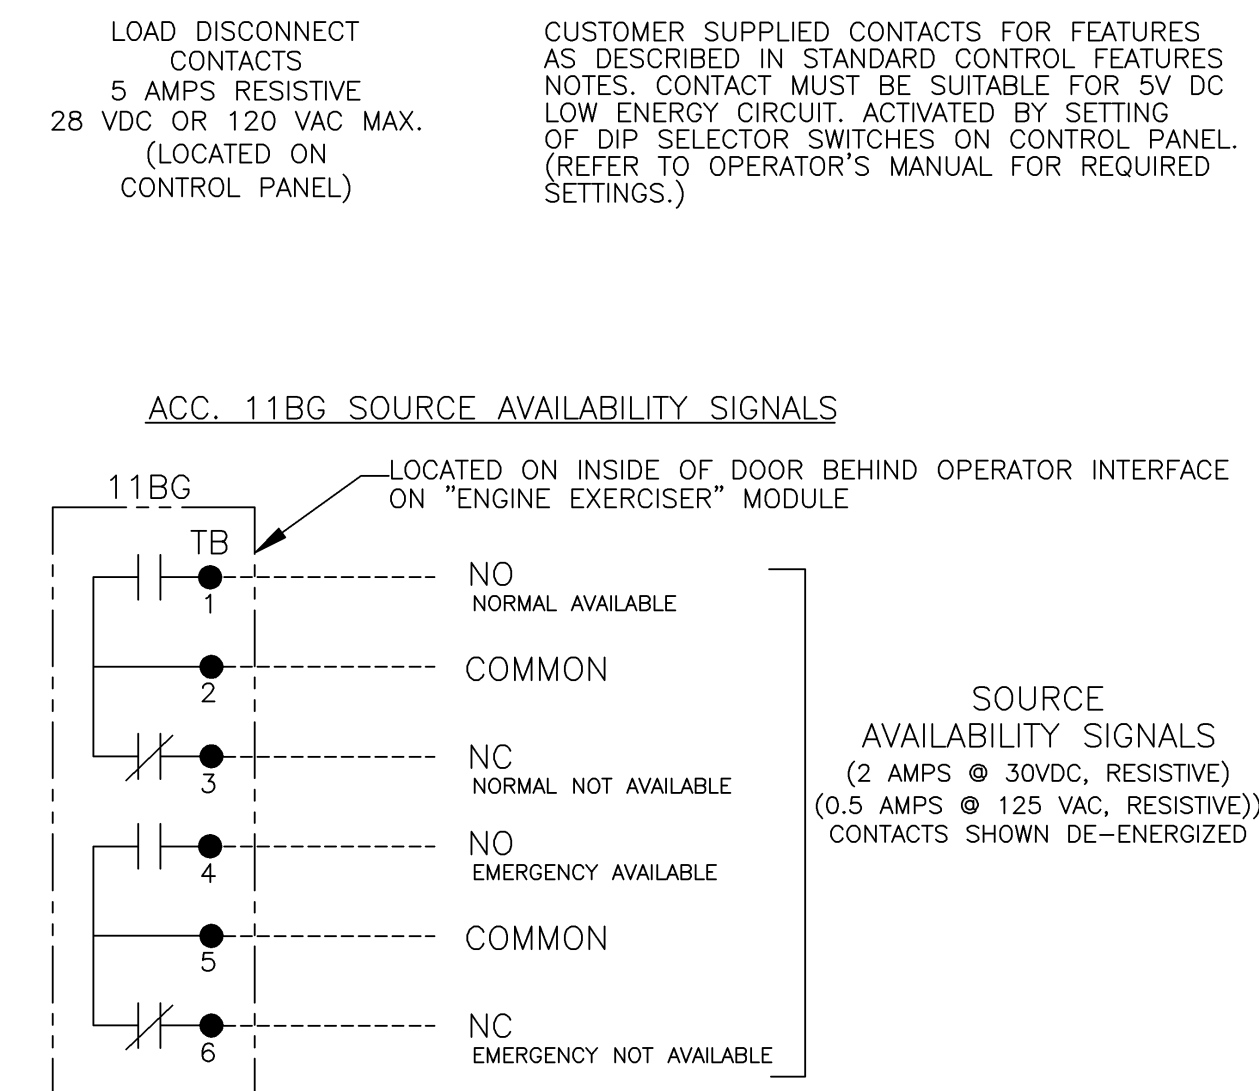 LOAD DISCONNECT
CONTACTS
5 AMPS RESISTIVE
28 VDC OR 120 VAC MAX.
(LOCATED ON
CONTROL PANEL)
CUSTOMER SUPPLIED CONTACTS FOR FEATURES
AS DESCRIBED IN STANDARD CONTROL FEATURES
NOTES. CONTACT MUST BE SUITABLE FOR 5V DC
LOW ENERGY CIRCUIT. ACTIVATED BY SETTING
OF DIP SELECTOR SWITCHES ON CONTROL PANEL.
(REFER TO OPERATOR'S MANUAL FOR REQUIRED
SETTINGS.)
ACC. 11BG SOURCE AVAILABILITY SIGNALS
LOCATED ON INSIDE OF DOOR BEHIND OPERATOR INTERFACE
ON "ENGINE EXERCISER" MODULE
11BG
TB
1
NO
NORMAL AVAILABLE
2
COMMON
3
NC
NORMAL NOT AVAILABLE
4
NO
EMERGENCY AVAILABLE
5
COMMON
6
NC
EMERGENCY NOT AVAILABLE
SOURCE
AVAILABILITY SIGNALS
(2 AMPS @ 30VDC, RESISTIVE)
(0.5 AMPS @ 125 VAC, RESISTIVE))
CONTACTS SHOWN DE-ENERGIZED